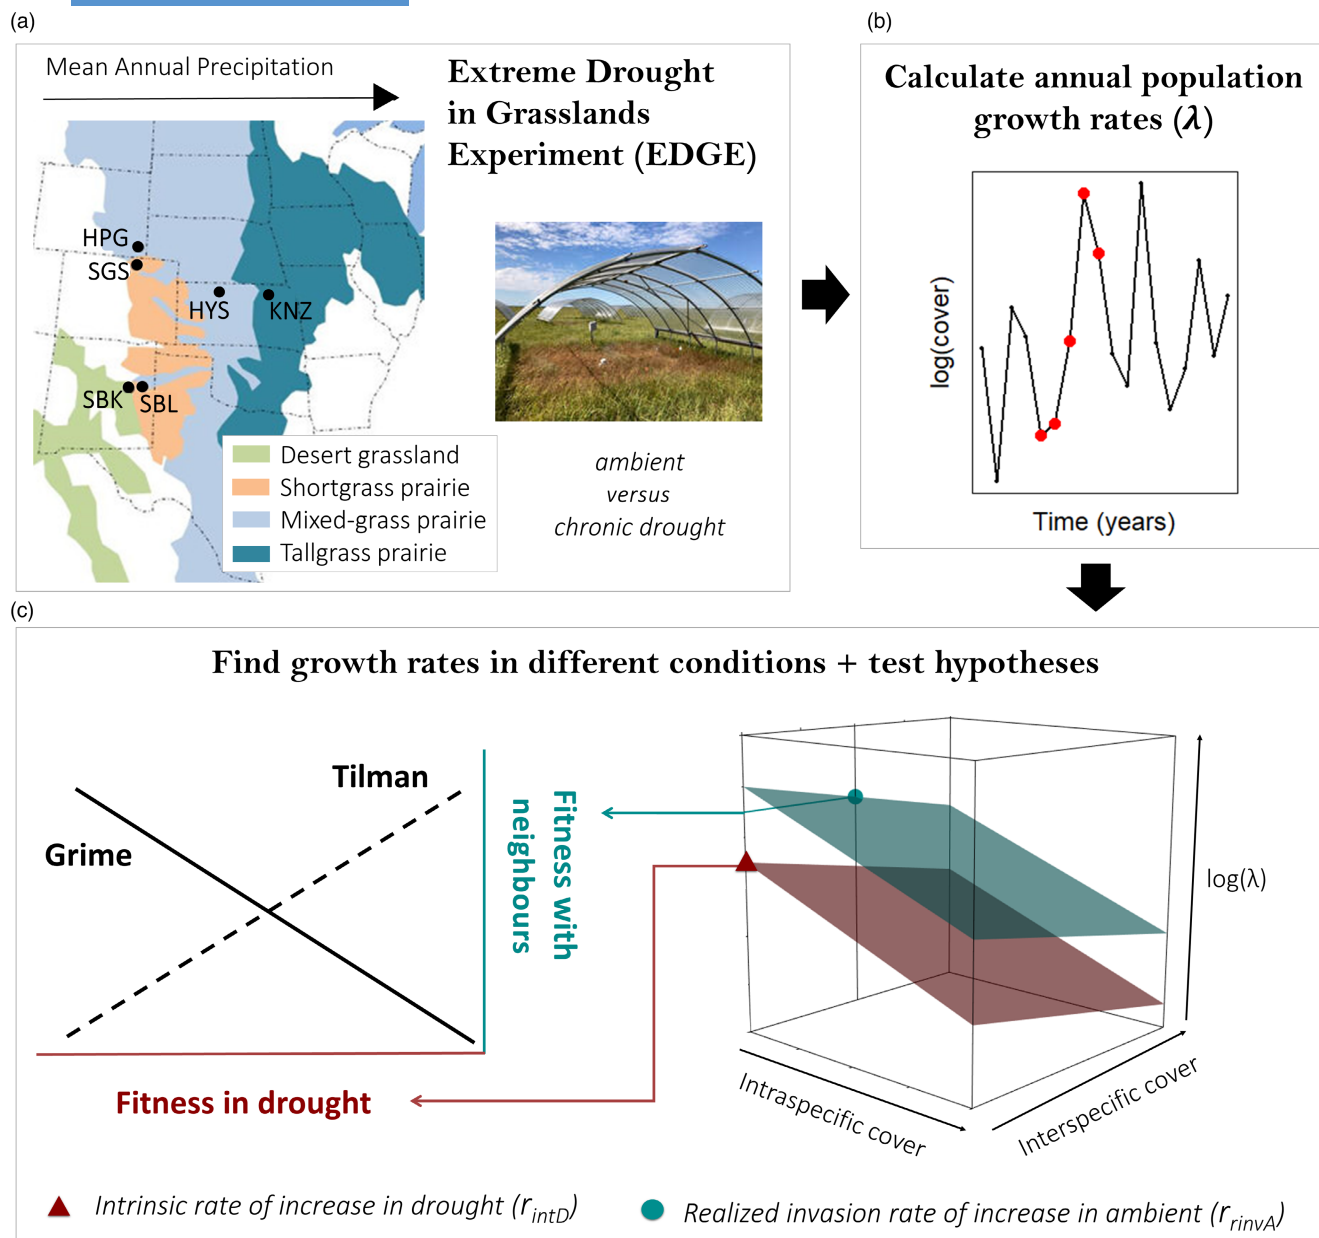 (a)
Mean Annual Precipitation
Extreme Drought
in Grasslands
Experiment (EDGE)
HPG
SGS
HYS
KNZ
SBK
SBL
Desert grassland
Shortgrass prairie
Mixed-grass prairie
Tallgrass prairie
ambient
versus
chronic drought
(b)
Calculate annual population
growth rates (λ)
log(cover)
Time (years)
(c)
Find growth rates in different conditions + test hypotheses
Tilman
Grime
Fitness with
neighbours
Fitness in drought
log(λ)
Intraspecific cover
Interspecific cover
Intrinsic rate of increase in drought (r_intD)
Realized invasion rate of increase in ambient (r_rinvA)